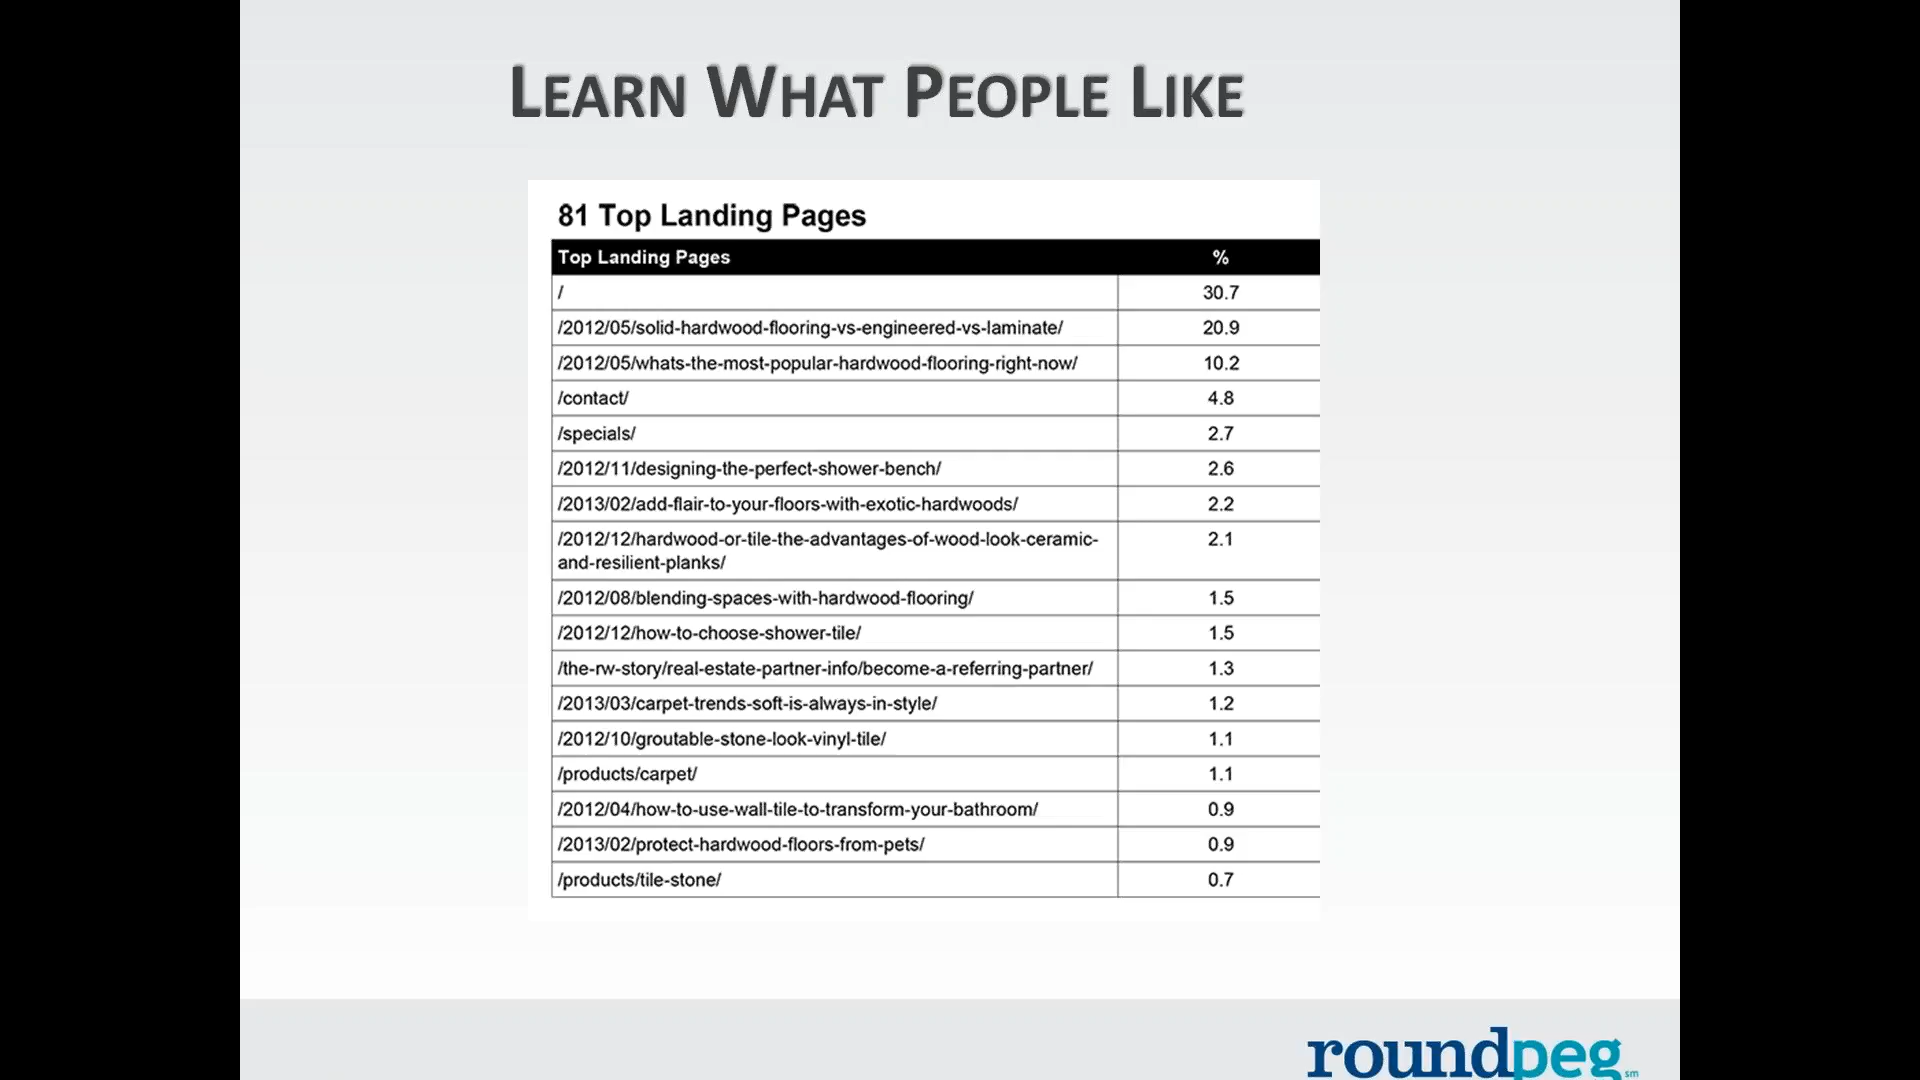 LEARN WHAT PEOPLE LIKE
81 Top Landing Pages
Top Landing Pages %
/ 30.7
/2012/05/solid-hardwood-flooring-vs-engineered-vs-laminate/ 20.9
/2012/05/whats-the-most-popular-hardwood-flooring-right-now/ 10.2
/contact/ 4.8
/specials/ 2.7
/2012/11/designing-the-perfect-shower-bench/ 2.6
/2013/02/add-flair-to-your-floors-with-exotic-hardwoods/ 2.2
/2012/12/hardwood-or-tile-the-advantages-of-wood-look-ceramic- 2.1
and-resilient-planks/
/2012/08/blending-spaces-with-hardwood-flooring/ 1.5
/2012/12/how-to-choose-shower-tile/ 1.5
/the-rw-story/real-estate-partner-info/become-a-referring-partner/ 1.3
/2013/03/carpet-trends-soft-is-always-in-style/ 1.2
/2012/10/groutable-stone-look-vinyl-tile/ 1.1
/products/carpet/ 1.1
/2012/04/how-to-use-wall-tile-to-transform-your-bathroom/ 0.9
/2013/02/protect-hardwood-floors-from-pets/ 0.9
/products/tile-stone/ 0.7
roundpeg sm